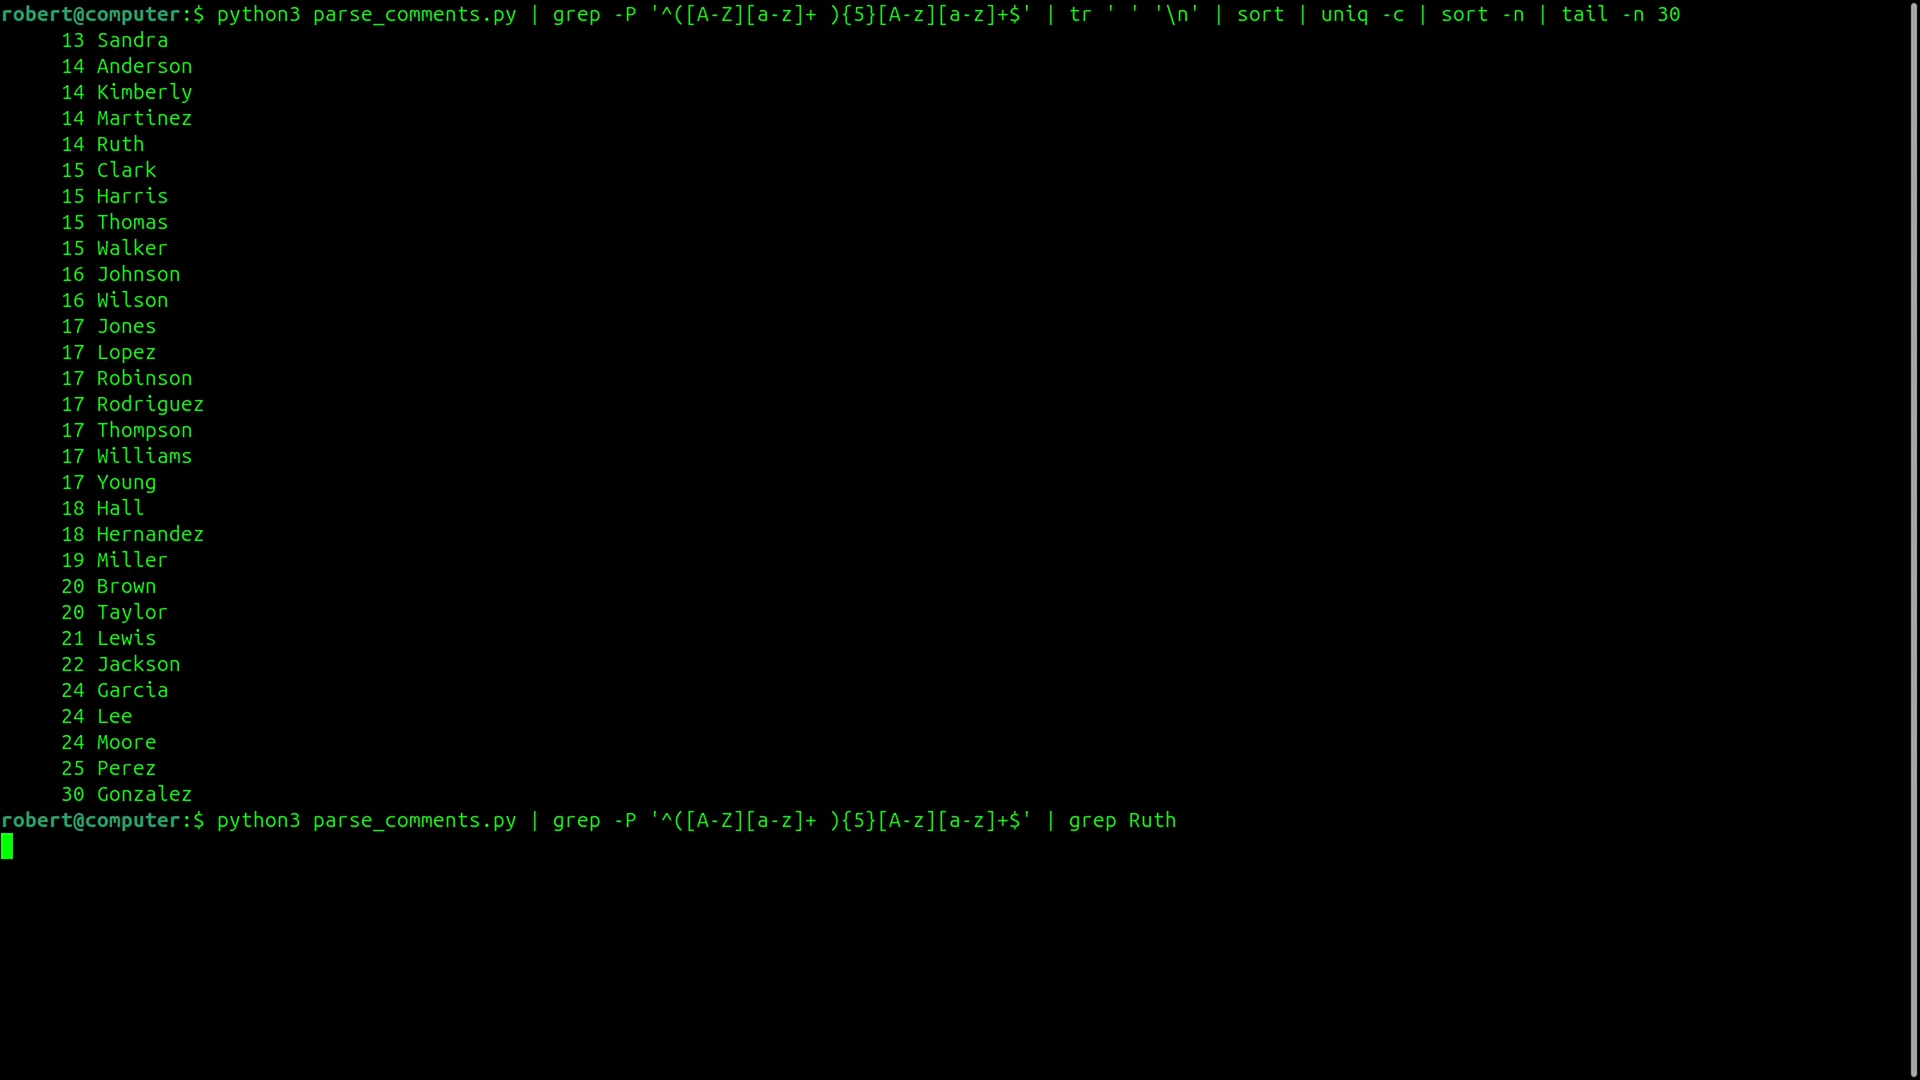 robert@computer:$ python3 parse_comments.py | grep -P '^([A-Z][a-z]+ ){5}[A-z][a-z]+$' | tr ' ' '\n' | sort | uniq -c | sort -n | tail -n 30
13 Sandra
14 Anderson
14 Kimberly
14 Martinez
14 Ruth
15 Clark
15 Harris
15 Thomas
15 Walker
16 Johnson
16 Wilson
17 Jones
17 Lopez
17 Robinson
17 Rodriguez
17 Thompson
17 Williams
17 Young
18 Hall
18 Hernandez
19 Miller
20 Brown
20 Taylor
21 Lewis
22 Jackson
24 Garcia
24 Lee
24 Moore
25 Perez
30 Gonzalez
robert@computer:$ python3 parse_comments.py | grep -P '^([A-Z][a-z]+ ){5}[A-z][a-z]+$' | grep Ruth